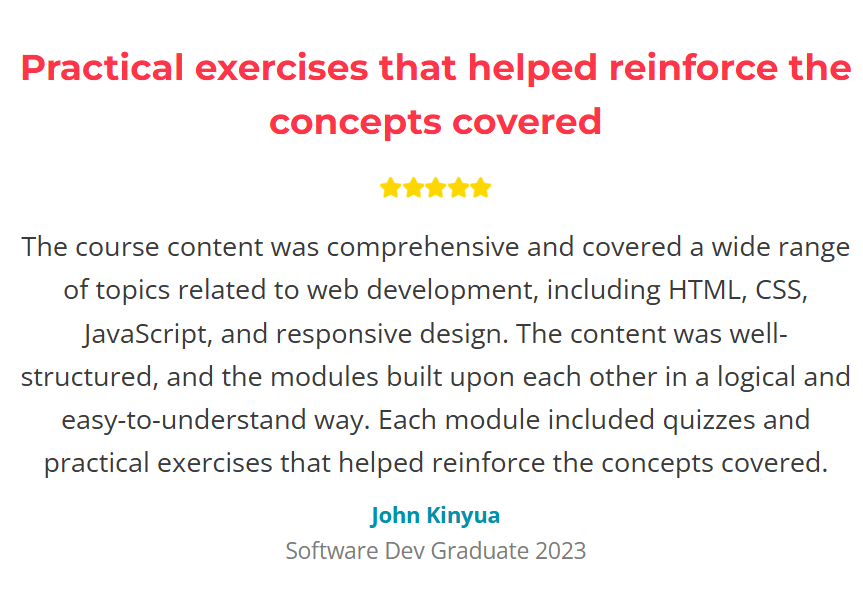 Practical exercises that helped reinforce the
concepts covered
The course content was comprehensive and covered a wide range
of topics related to web development, including HTML, CSS,
JavaScript, and responsive design. The content was well-
structured, and the modules built upon each other in a logical and
easy-to-understand way. Each module included quizzes and
practical exercises that helped reinforce the concepts covered.
John Kinyua
Software Dev Graduate 2023